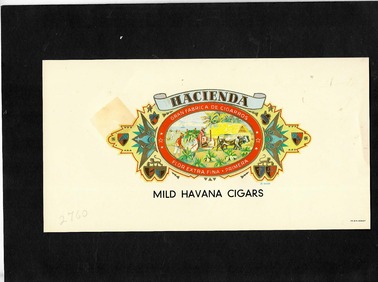 HACIENDA
GRAN FABRICA DE CIGARROS
FLOR EXTRA FINA • PRIMERA
MILD HAVANA CIGARS
2760